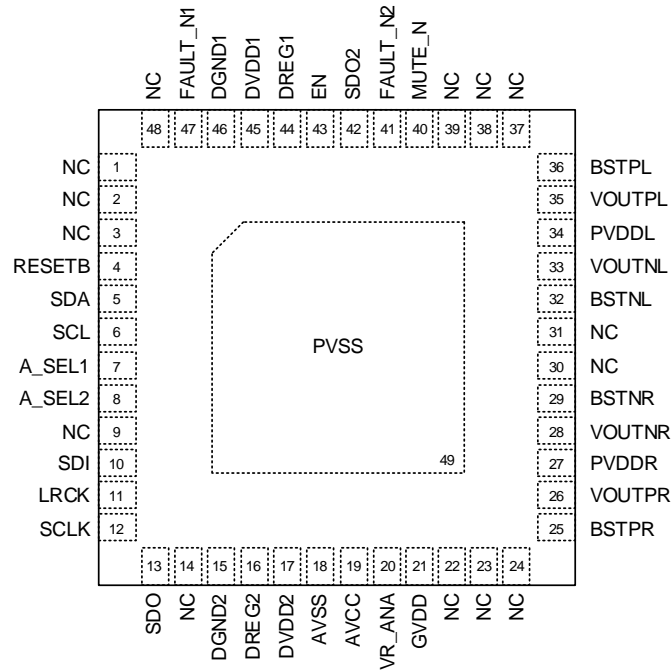 NC
FAULT_N1
DGND1
DVDD1
DREG1
EN
SDO2
FAULT_N2
MUTE_N
NC
NC
NC
48 47 46 45 44 43 42 41 40 39 38 37
NC 1
NC 2
NC 3
RESETB 4
SDA 5
SCL 6
A_SEL1 7
A_SEL2 8
NC 9
SDI 10
LRCK 11
SCLK 12
PVSS
49
36 BSTPL
35 VOUTPL
34 PVDDL
33 VOUTNL
32 BSTNL
31 NC
30 NC
29 BSTNR
28 VOUTNR
27 PVDDR
26 VOUTPR
25 BSTPR
13 14 15 16 17 18 19 20 21 22 23 24
SDO
NC
DGND2
DREG2
DVDD2
AVSS
AVCC
VR_ANA
GVDD
NC
NC
NC